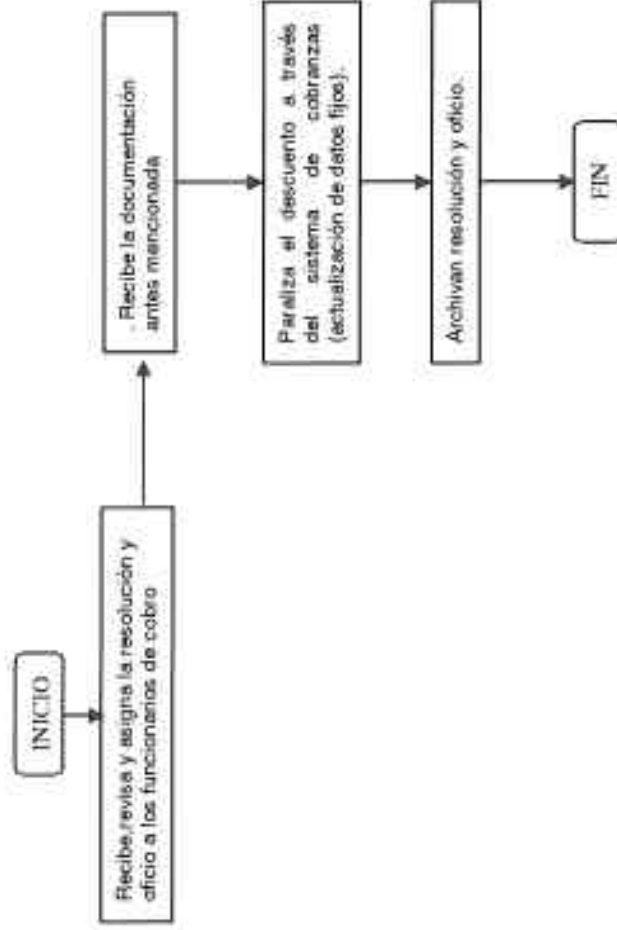 INICIO
Recibe,revisa y asigna la resolución y
oficio a los funcionarios de cobro
. Recibe la documentación
antes mencionada
Paraliza el descuento a través
del sistema de cobranzas
(actualización de datos fijos).
Archivan resolución y oficio.
FIN